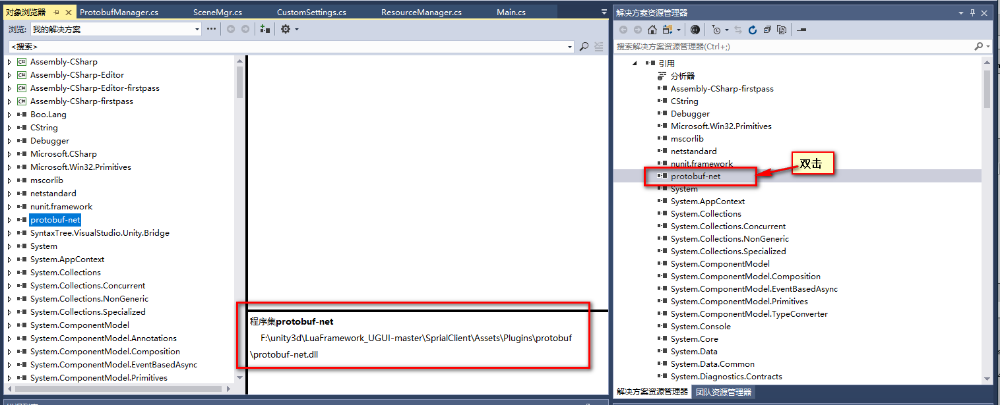 对象浏览器
ProtobufManager.cs
SceneMgr.cs
CustomSettings.cs
ResourceManager.cs
Main.cs
浏览: 我的解决方案
<搜索>
Assembly-CSharp
Assembly-CSharp-Editor
Assembly-CSharp-Editor-firstpass
Assembly-CSharp-firstpass
Boo.Lang
CString
Debugger
Microsoft.CSharp
Microsoft.Win32.Primitives
mscorlib
netstandard
nunit.framework
protobuf-net
SyntaxTree.VisualStudio.Unity.Bridge
System
System.AppContext
System.Collections
System.Collections.Concurrent
System.Collections.NonGeneric
System.Collections.Specialized
System.ComponentModel
System.ComponentModel.Annotations
System.ComponentModel.Composition
System.ComponentModel.EventBasedAsync
System.ComponentModel.Primitives
程序集protobuf-net
F:\unity3d\LuaFramework_UGUI-master\SprialClient\Assets\Plugins\protobuf
\protobuf-net.dll
解决方案资源管理器
搜索解决方案资源管理器(Ctrl+;)
引用
分析器
Assembly-CSharp-firstpass
CString
Debugger
Microsoft.Win32.Primitives
mscorlib
netstandard
nunit.framework
双击
protobuf-net
System
System.AppContext
System.Collections
System.Collections.Concurrent
System.Collections.NonGeneric
System.Collections.Specialized
System.ComponentModel
System.ComponentModel.Composition
System.ComponentModel.EventBasedAsync
System.ComponentModel.Primitives
System.ComponentModel.TypeConverter
System.Console
System.Core
System.Data
System.Data.Common
System.Diagnostics.Contracts
解决方案资源管理器
团队资源管理器